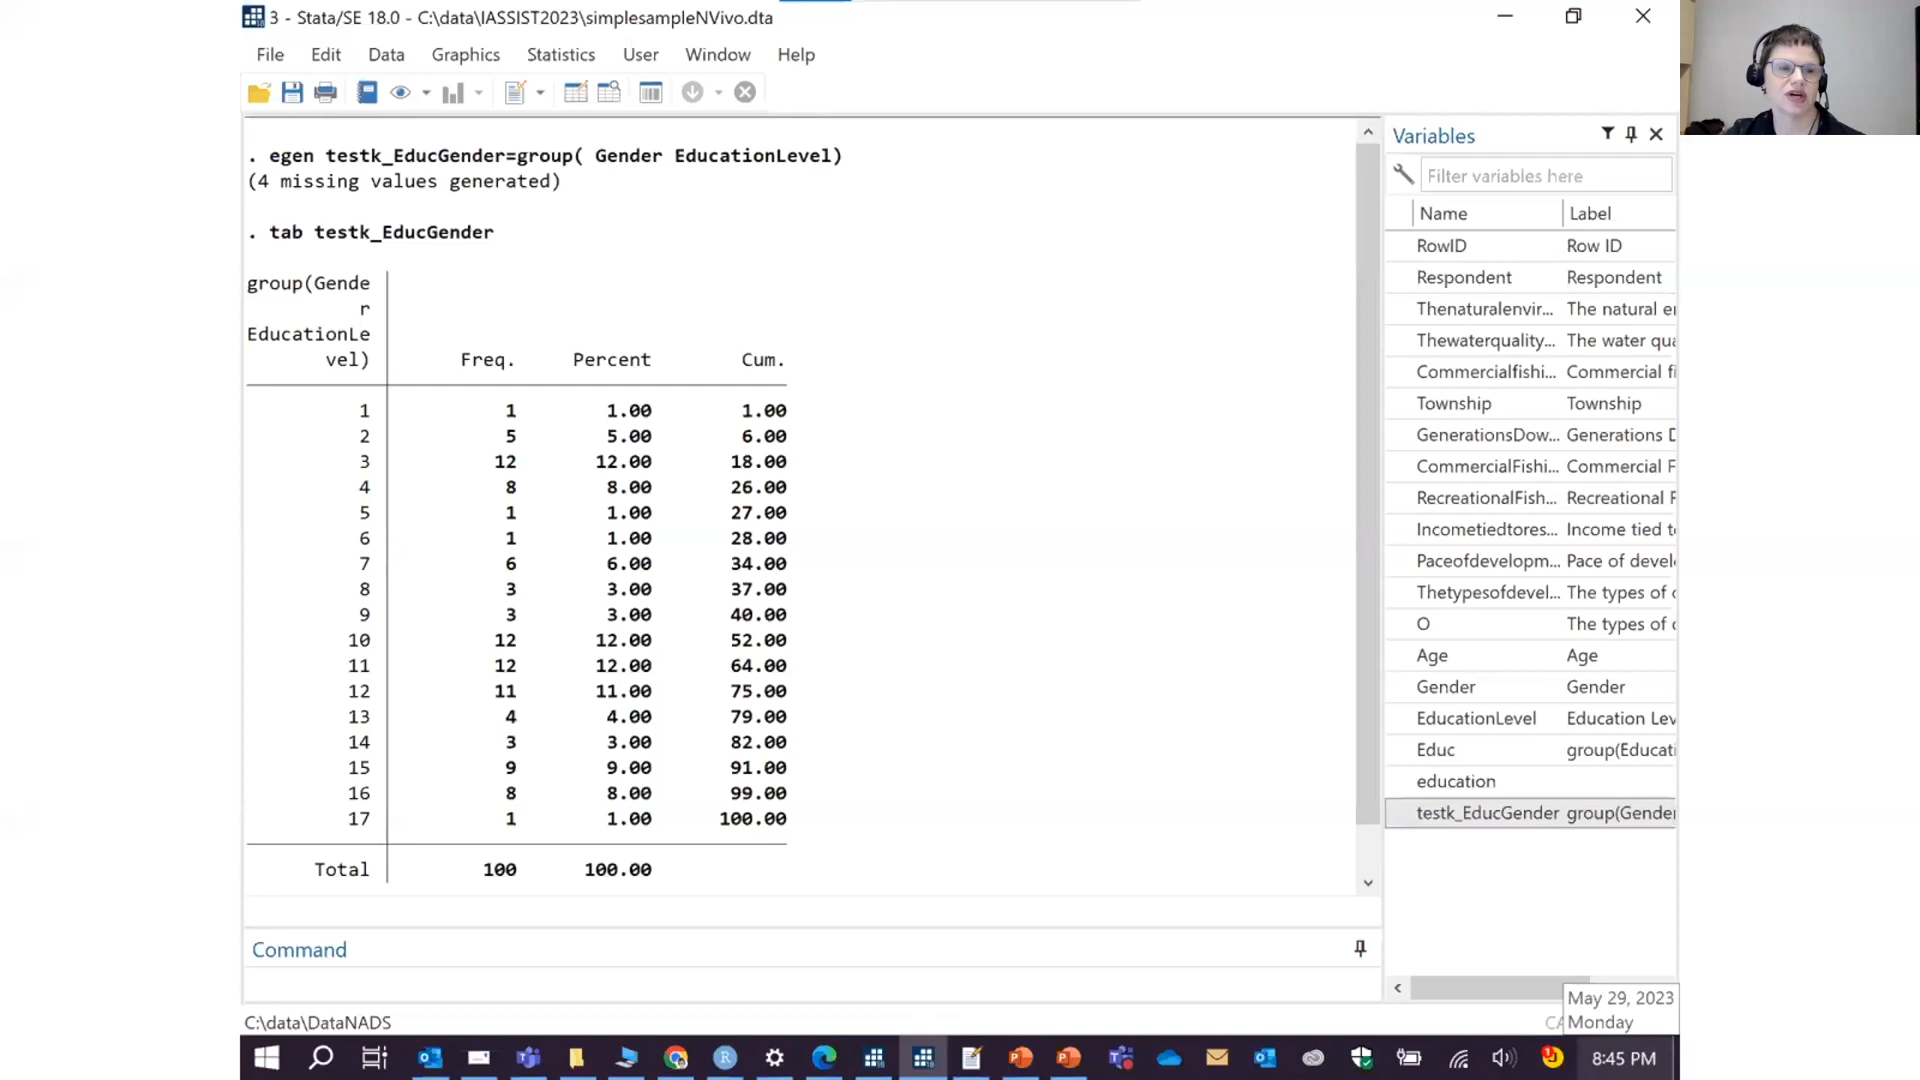 3 - Stata/SE 18.0 - C:\data\IASSIST2023\simplesampleNVivo.dta
File Edit Data Graphics Statistics User Window Help
. egen testk_EducGender=group( Gender EducationLevel)
(4 missing values generated)
. tab testk_EducGender
group(Gende
r
EducationLe
vel) Freq. Percent Cum.
1 1 1.00 1.00
2 5 5.00 6.00
3 12 12.00 18.00
4 8 8.00 26.00
5 1 1.00 27.00
6 1 1.00 28.00
7 6 6.00 34.00
8 3 3.00 37.00
9 3 3.00 40.00
10 12 12.00 52.00
11 12 12.00 64.00
12 11 11.00 75.00
13 4 4.00 79.00
14 3 3.00 82.00
15 9 9.00 91.00
16 8 8.00 99.00
17 1 1.00 100.00
Total 100 100.00
Command
C:\data\DataNADS
Variables
Filter variables here
Name Label
RowID Row ID
Respondent Respondent
Thenaturalenvir... The natural e
Thewaterquality... The water qua
Commercialfishi... Commercial fi
Township Township
GenerationsDow... Generations D
CommercialFishi... Commercial F
RecreationalFish... Recreational F
Incometiedtores... Income tied t
Paceofdevelopm... Pace of devel
Thetypesofdevel... The types of
O The types of
Age Age
Gender Gender
EducationLevel Education Lev
Educ group(Educati
education
testk_EducGender group(Gender
May 29, 2023
CA Monday
8:45 PM